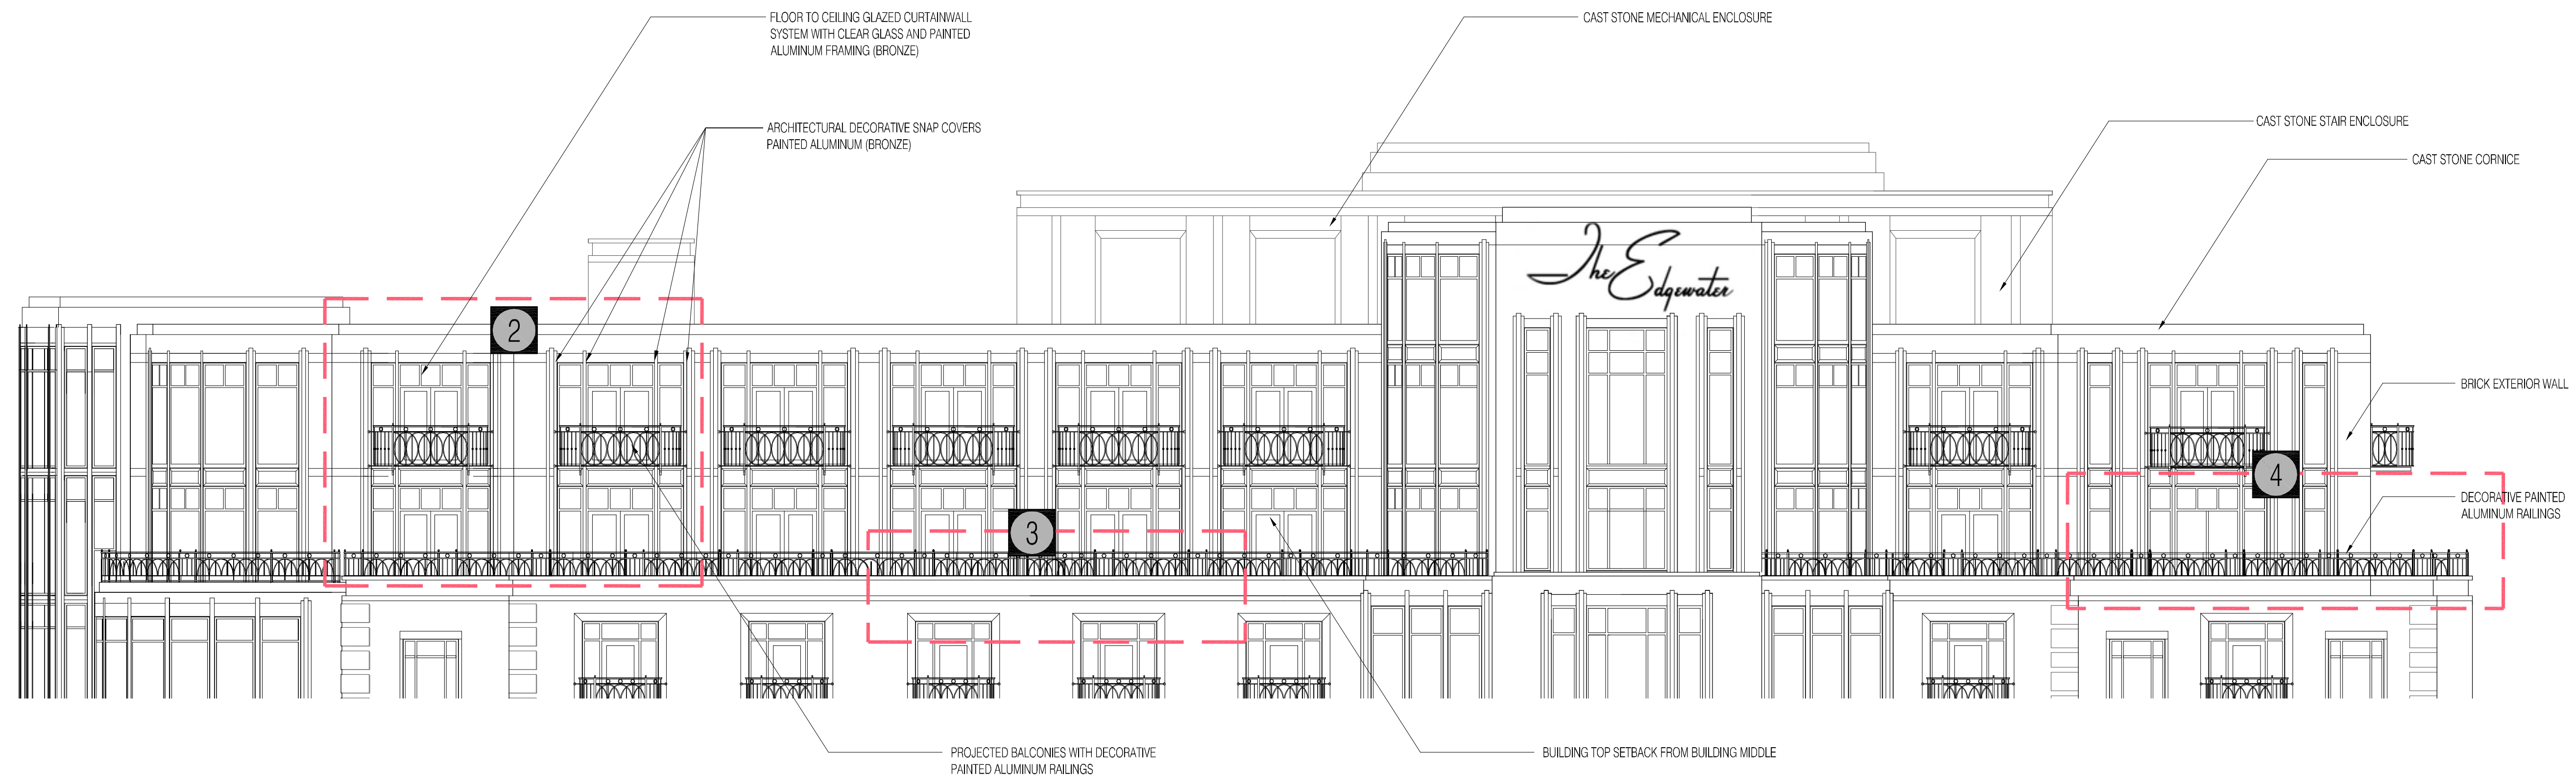 FLOOR TO CEILING GLAZED CURTAINWALL
SYSTEM WITH CLEAR GLASS AND PAINTED
ALUMINUM FRAMING (BRONZE)
CAST STONE MECHANICAL ENCLOSURE
ARCHITECTURAL DECORATIVE SNAP COVERS
PAINTED ALUMINUM (BRONZE)
CAST STONE STAIR ENCLOSURE
CAST STONE CORNICE
The Edgewater
2
BRICK EXTERIOR WALL
4
DECORATIVE PAINTED
ALUMINUM RAILINGS
3
PROJECTED BALCONIES WITH DECORATIVE
PAINTED ALUMINUM RAILINGS
BUILDING TOP SETBACK FROM BUILDING MIDDLE